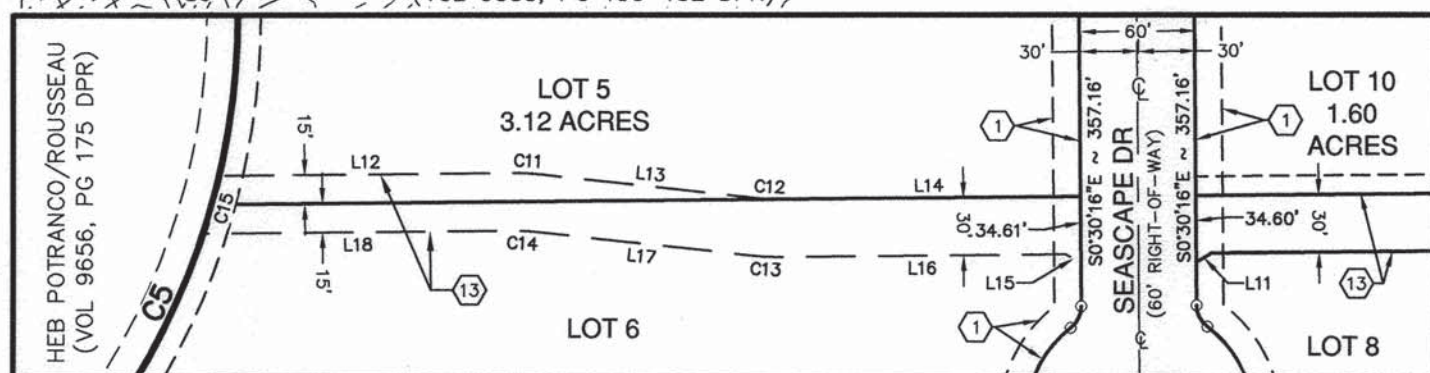 HEB POTRANCO/ROUSSEAU
(VOL 9656, PG 175 DPR)
C5
C15
15'
L12
C11
L13
C12
L14
LOT 5
3.12 ACRES
L18
15'
C14
L17
C13
L16
13
LOT 6
30'
34.61'
L15
1
1
60'
30'
30'
S0°30'16"E ~ 357.16'
SEASCAPE DR
(60' RIGHT-OF-WAY)
S0°30'16"E ~ 357.16'
1
LOT 10
1.60
ACRES
34.60'
30'
L11
13
LOT 8